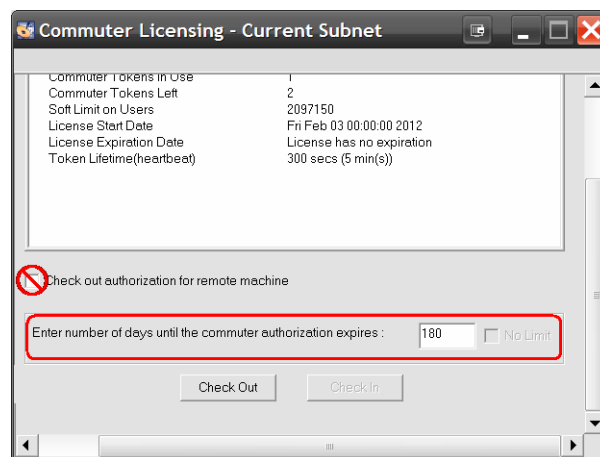 Commuter Licensing - Current Subnet
Commuter Tokens In Use 1
Commuter Tokens Left 2
Soft Limit on Users 2097150
License Start Date Fri Feb 03 00:00:00 2012
License Expiration Date License has no expiration
Token Lifetime(heartbeat) 300 secs (5 min(s))
Check out authorization for remote machine
Enter number of days until the commuter authorization expires : 180 No Limit
Check Out Check In